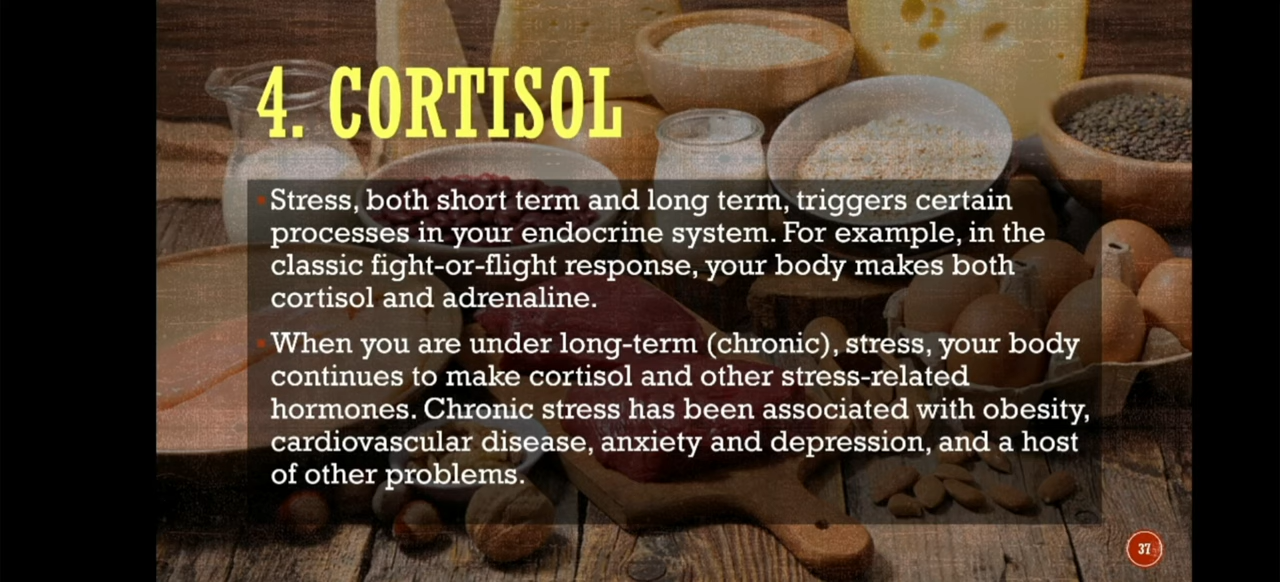 4. CORTISOL
Stress, both short term and long term, triggers certain
processes in your endocrine system. For example, in the
classic fight-or-flight response, your body makes both
cortisol and adrenaline.
When you are under long-term (chronic), stress, your body
continues to make cortisol and other stress-related
hormones. Chronic stress has been associated with obesity,
cardiovascular disease, anxiety and depression, and a host
of other problems.
37